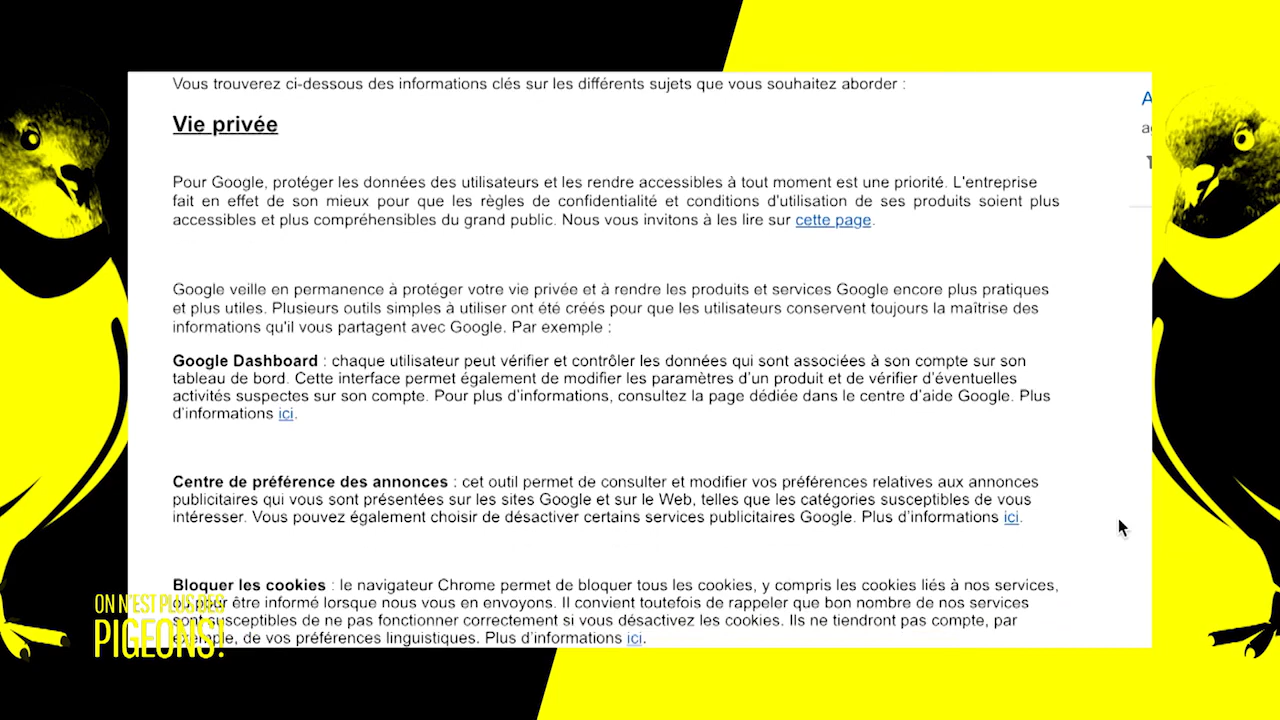 Vous trouverez ci-dessous des informations clés sur les différents sujets que vous souhaitez aborder :
Vie privée
Pour Google, protéger les données des utilisateurs et les rendre accessibles à tout moment est une priorité. L'entreprise
fait en effet de son mieux pour que les règles de confidentialité et conditions d'utilisation de ses produits soient plus
accessibles et plus compréhensibles du grand public. Nous vous invitons à les lire sur cette page.
Google veille en permanence à protéger votre vie privée et à rendre les produits et services Google encore plus pratiques
et plus utiles. Plusieurs outils simples à utiliser ont été créés pour que les utilisateurs conservent toujours la maîtrise des
informations qu'il vous partagent avec Google. Par exemple :
Google Dashboard : chaque utilisateur peut vérifier et contrôler les données qui sont associées à son compte sur son
tableau de bord. Cette interface permet également de modifier les paramètres d'un produit et de vérifier d'éventuelles
activités suspectes sur son compte. Pour plus d'informations, consultez la page dédiée dans le centre d'aide Google. Plus
d'informations ici.
Centre de préférence des annonces : cet outil permet de consulter et modifier vos préférences relatives aux annonces
publicitaires qui vous sont présentées sur les sites Google et sur le Web, telles que les catégories susceptibles de vous
intéresser. Vous pouvez également choisir de désactiver certains services publicitaires Google. Plus d'informations ici.
Bloquer les cookies : le navigateur Chrome permet de bloquer tous les cookies, y compris les cookies liés à nos services,
ou pour être informé lorsque nous vous en envoyons. Il convient toutefois de rappeler que bon nombre de nos services
sont susceptibles de ne pas fonctionner correctement si vous désactivez les cookies. Ils ne tiendront pas compte, par
exemple, de vos préférences linguistiques. Plus d'informations ici.
ON N'EST PLUS DES
PIGEONS!